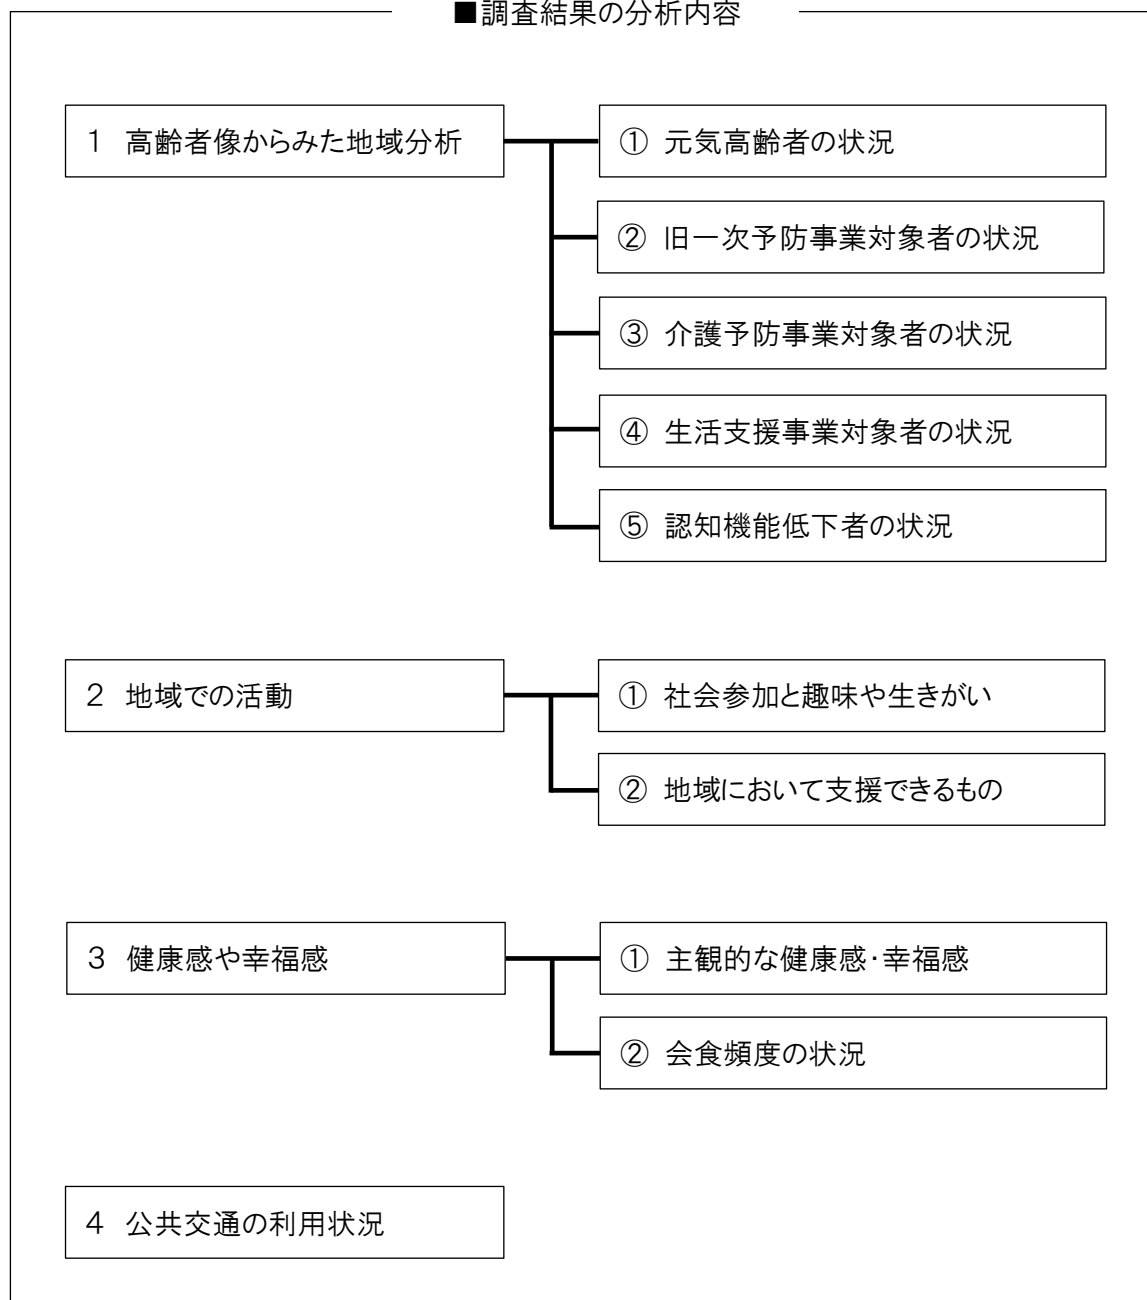 ■調査結果の分析内容
1 高齢者像からみた地域分析
① 元気高齢者の状況
② 旧一次予防事業対象者の状況
③ 介護予防事業対象者の状況
④ 生活支援事業対象者の状況
⑤ 認知機能低下者の状況
2 地域での活動
① 社会参加と趣味や生きがい
② 地域において支援できるもの
3 健康感や幸福感
① 主観的な健康感・幸福感
② 会食頻度の状況
4 公共交通の利用状況